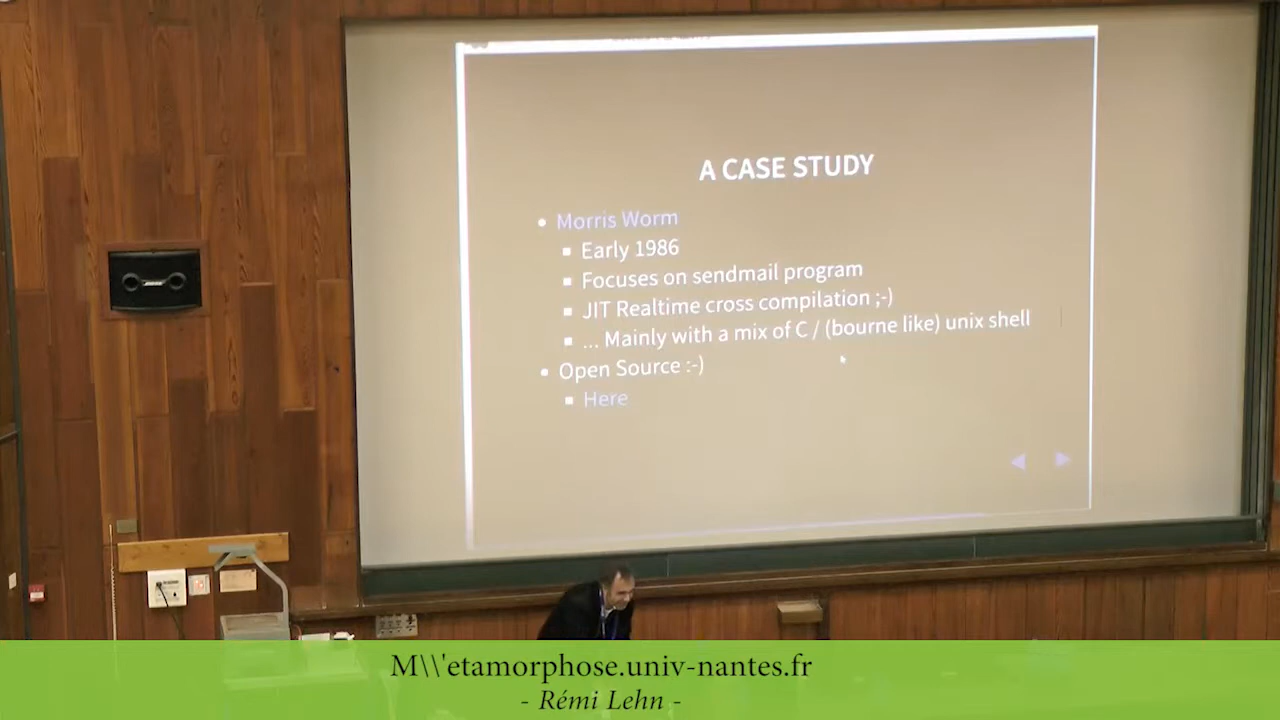 A CASE STUDY
• Morris Worm
▪ Early 1986
▪ Focuses on sendmail program
▪ JIT Realtime cross compilation ;-)
▪ ... Mainly with a mix of C / (bourne like) unix shell
• Open Source :-)
▪ Here
M\\'etamorphose.univ-nantes.fr
- Rémi Lehn -